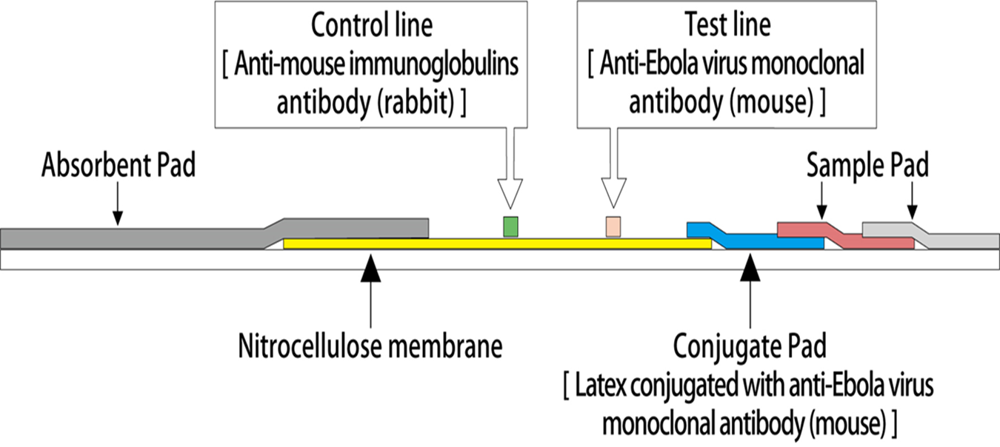 Control line
[ Anti-mouse immunoglobulins
antibody (rabbit) ]
Test line
[ Anti-Ebola virus monoclonal
antibody (mouse) ]
Absorbent Pad
Sample Pad
Nitrocellulose membrane
Conjugate Pad
[ Latex conjugated with anti-Ebola virus
monoclonal antibody (mouse) ]